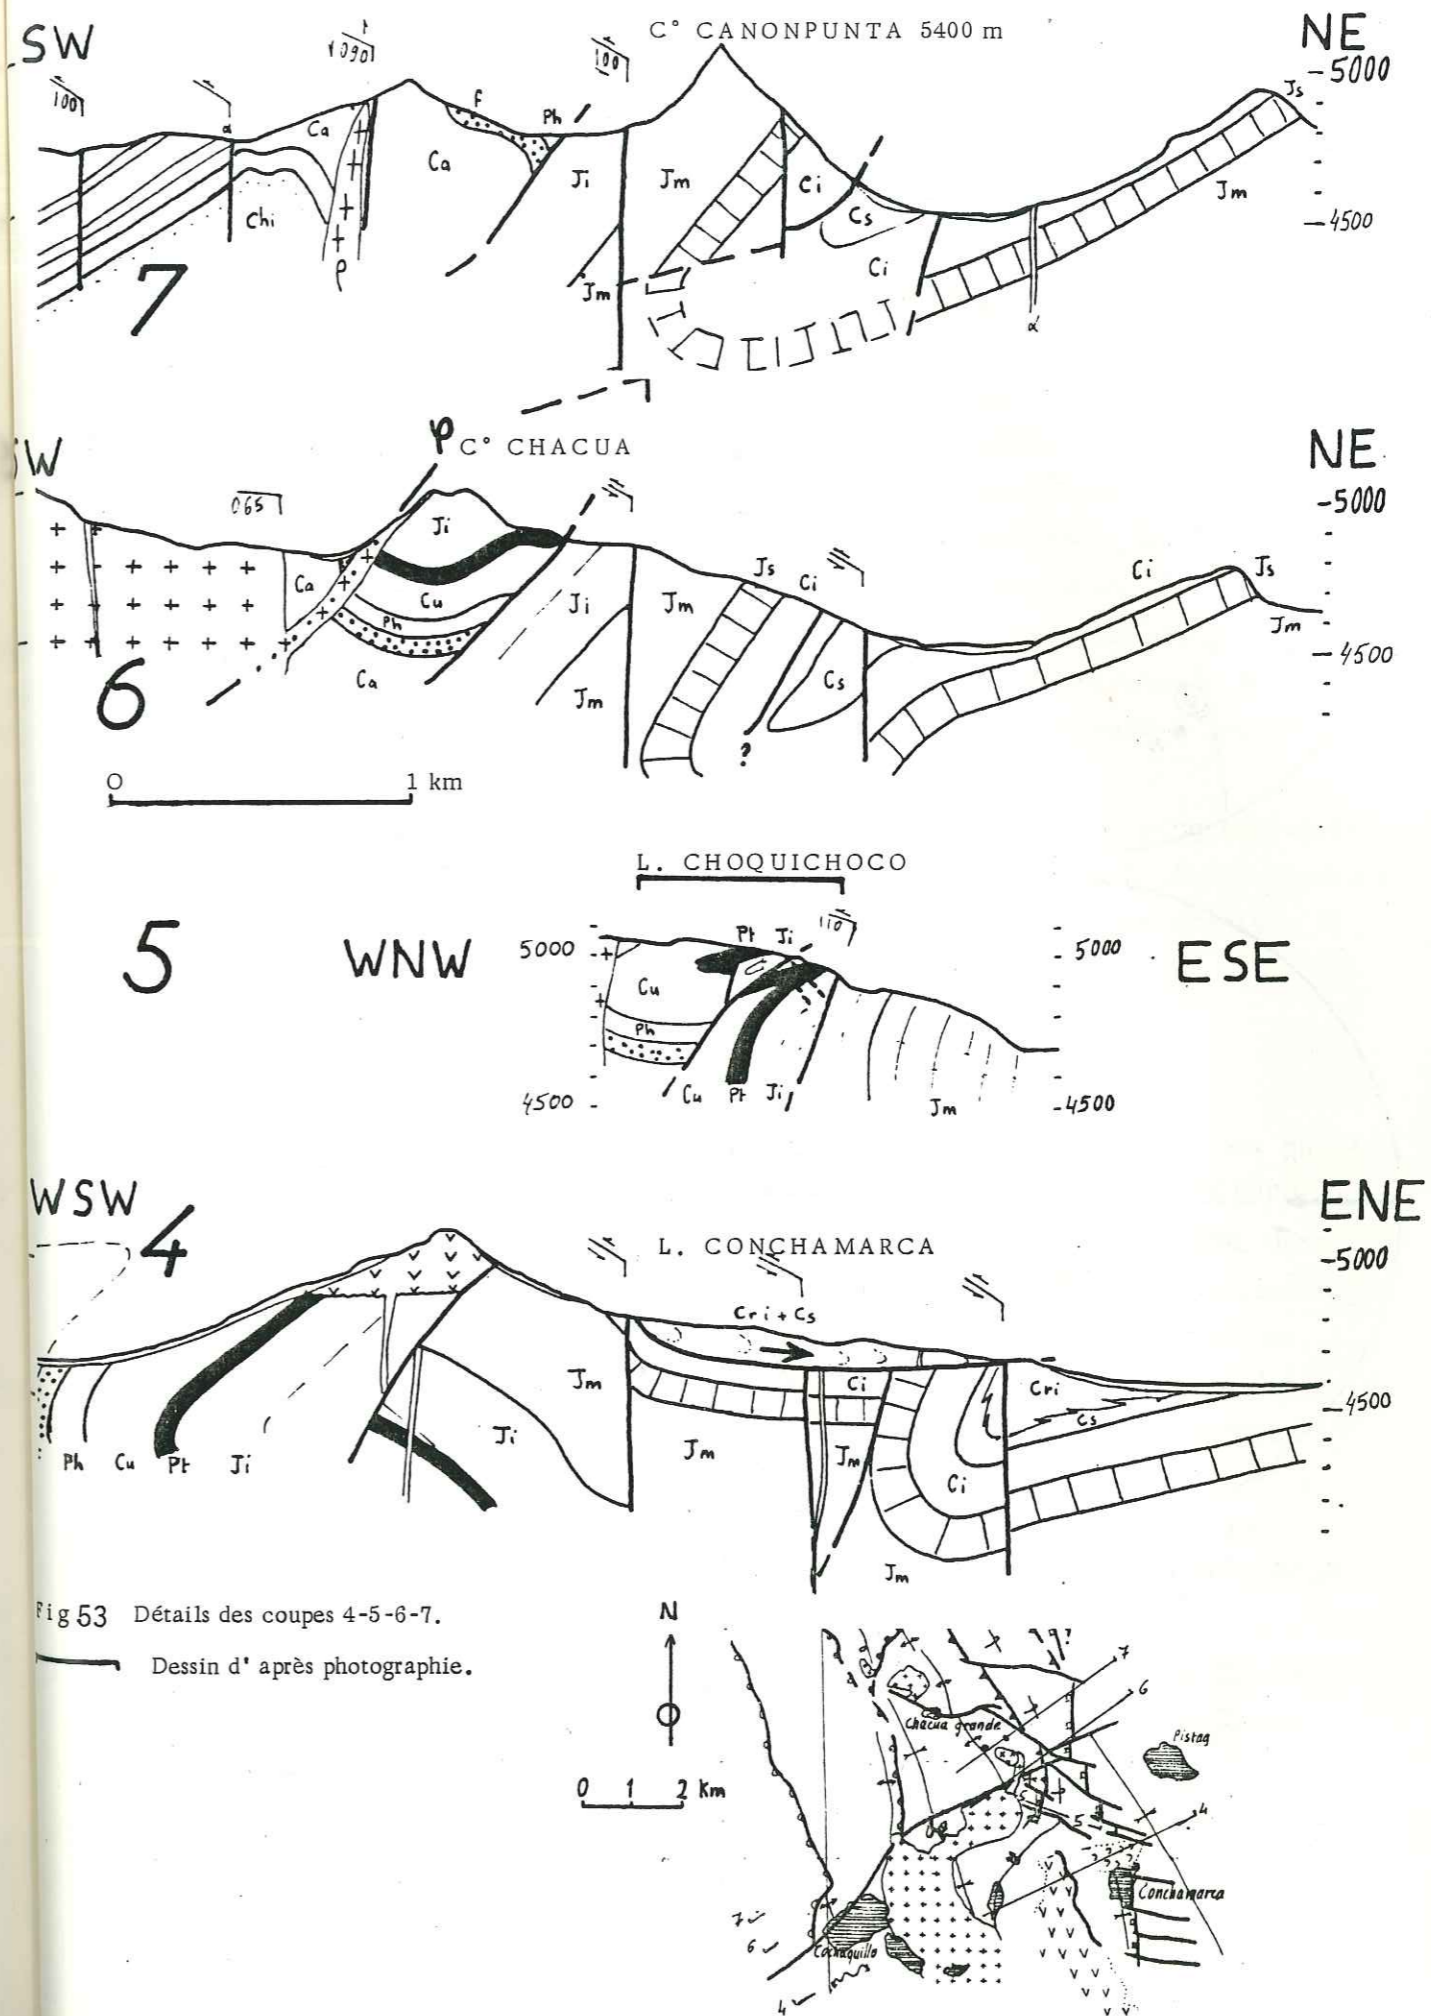 SW
C° CANONPUNTA 5400 m
NE
-5000
100
090
100
α
Ca
F
Ph
Js
Ca
Ji
Jm
Ci
Cs
Jm
-4500
Chi
Jm
Ci
ρ
α
7
φ
W
C° CHACUA
NE
-5000
065
Ji
Js
Ci
Ci
Js
Ca
Cu
Ji
Jm
Jm
Ph
-4500
Ca
Cs
Jm
6
?
0 1 km
L. CHOQUICHOCO
5
WNW
5000
Pt Ji
110
5000
ESE
Cu
Ph
4500
Cu Pt Ji
Jm
-4500
WSW
4
L. CONCHAMARCA
ENE
-5000
Cri + Cs
Jm
Ci
Cri
Cs
-4500
Ph Cu Pt Ji
Ji
Jm
Jm
Ci
Jm
Fig 53 Détails des coupes 4-5-6-7.
Dessin d' après photographie.
N
0 1 2 Km
7
6
Chacua grande
Pistag
5
5
4
Conchamarca
7
6
Cochaquillo
4